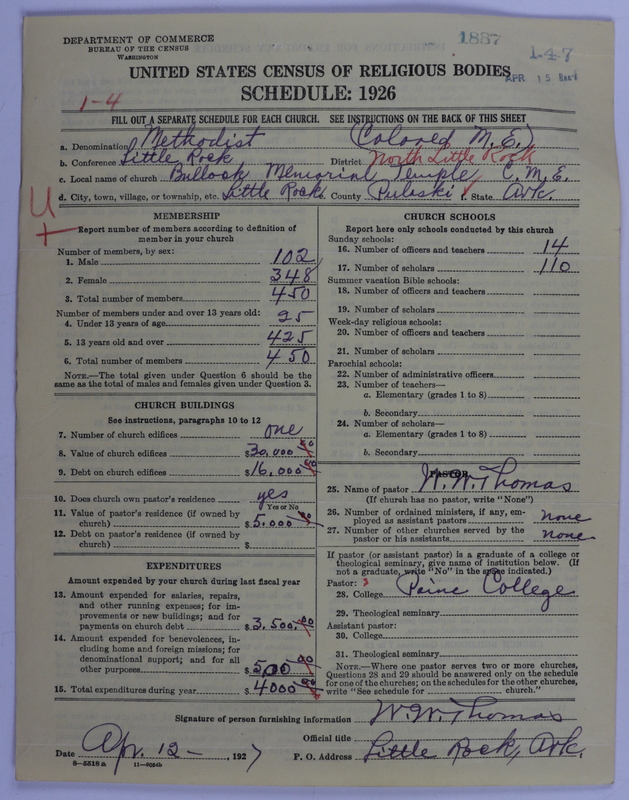 DEPARTMENT OF COMMERCE
BUREAU OF THE CENSUS
WASHINGTON
1887
1-47
APR 15
UNITED STATES CENSUS OF RELIGIOUS BODIES
SCHEDULE: 1926
1-4
FILL OUT A SEPARATE SCHEDULE FOR EACH CHURCH. SEE INSTRUCTIONS ON THE BACK OF THIS SHEET
a. Denomination Methodist (Colored M. E.)
b. Conference Little Rock District North Little Rock
c. Local name of church Bullock Memorial Temple, C. M. E.
d. City, town, village, or township, etc. Little Rock County Pulaski f. State Ark.
U
MEMBERSHIP
Report number of members according to definition of
member in your church
Number of members, by sex:
1. Male 102
2. Female 348
3. Total number of members 450
Number of members under and over 13 years old:
4. Under 13 years of age 25
5. 13 years old and over 425
6. Total number of members 450
NOTE.—The total given under Question 6 should be
same as the total of males and females given under Question 3.
CHURCH BUILDINGS
See instructions, paragraphs 10 to 12
7. Number of church edifices one
8. Value of church edifices $30,000 00
9. Debt on church edifices $16,000 00
10. Does church own pastor's residence yes
Yes or No
11. Value of pastor's residence (if owned by
church) $5,000 00
12. Debt on pastor's residence (if owned by
church) $
EXPENDITURES
Amount expended by your church during last fiscal year
13. Amount expended for salaries, repairs,
and other running expenses; for im-
provements or new buildings; and for
payments on church debt $3,500.00
14. Amount expended for benevolences, in-
cluding home and foreign missions; for
denominational support; and for all
other purposes $500 00
15. Total expenditures during year $4000 00
CHURCH SCHOOLS
Report here only schools conducted by this church
Sunday schools:
16. Number of officers and teachers 14
17. Number of scholars 110
Summer vacation Bible schools:
18. Number of officers and teachers
19. Number of scholars
Week-day religious schools:
20. Number of officers and teachers
21. Number of scholars
Parochial schools:
22. Number of administrative officers
23. Number of teachers—
a. Elementary (grades 1 to 8)
b. Secondary
24. Number of scholars—
a. Elementary (grades 1 to 8)
b. Secondary
PASTOR
25. Name of pastor W. W. Thomas
(If church has no pastor, write "None")
26. Number of ordained ministers, if any, em-
ployed as assistant pastors none
27. Number of other churches served by the
pastor or his assistants none
If pastor (or assistant pastor) is a graduate of a college or
theological seminary, give name of institution below. (If
not a graduate, write "No" in the space indicated.)
Pastor: 3
28. College Paine College
29. Theological seminary
Assistant pastor:
30. College
31. Theological seminary
NOTE.—Where one pastor serves two or more churches,
Questions 28 and 29 should be answered only on the schedule
for one of the churches; on the schedules for the other churches,
write "See schedule for church."
Signature of person furnishing information W. W. Thomas
Official title
Date Apr. 12 -, 1927 P. O. Address Little Rock, Ark.
8-5518 a 11-9054b